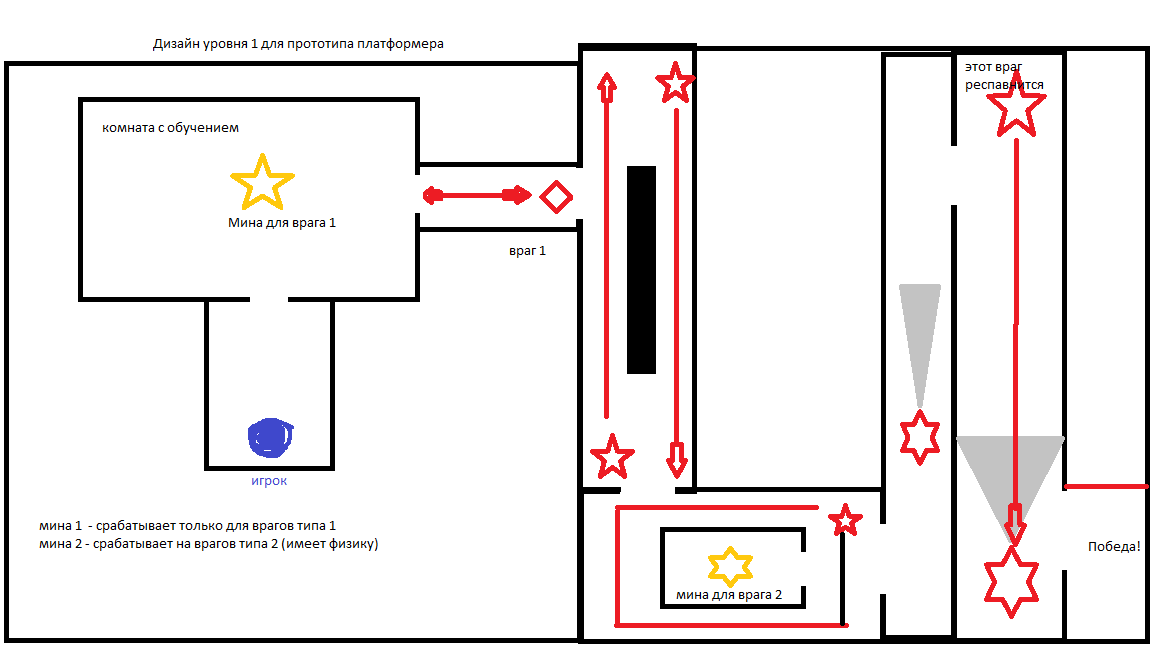 Дизайн уровня 1 для прототипа платформера
этот враг
респавнится
комната с обучением
Мина для врага 1
враг 1
игрок
мина 1  - срабатывает только для врагов типа 1
мина 2 - срабатывает на врагов типа 2 (имеет физику)
мина для врага 2
Победа!